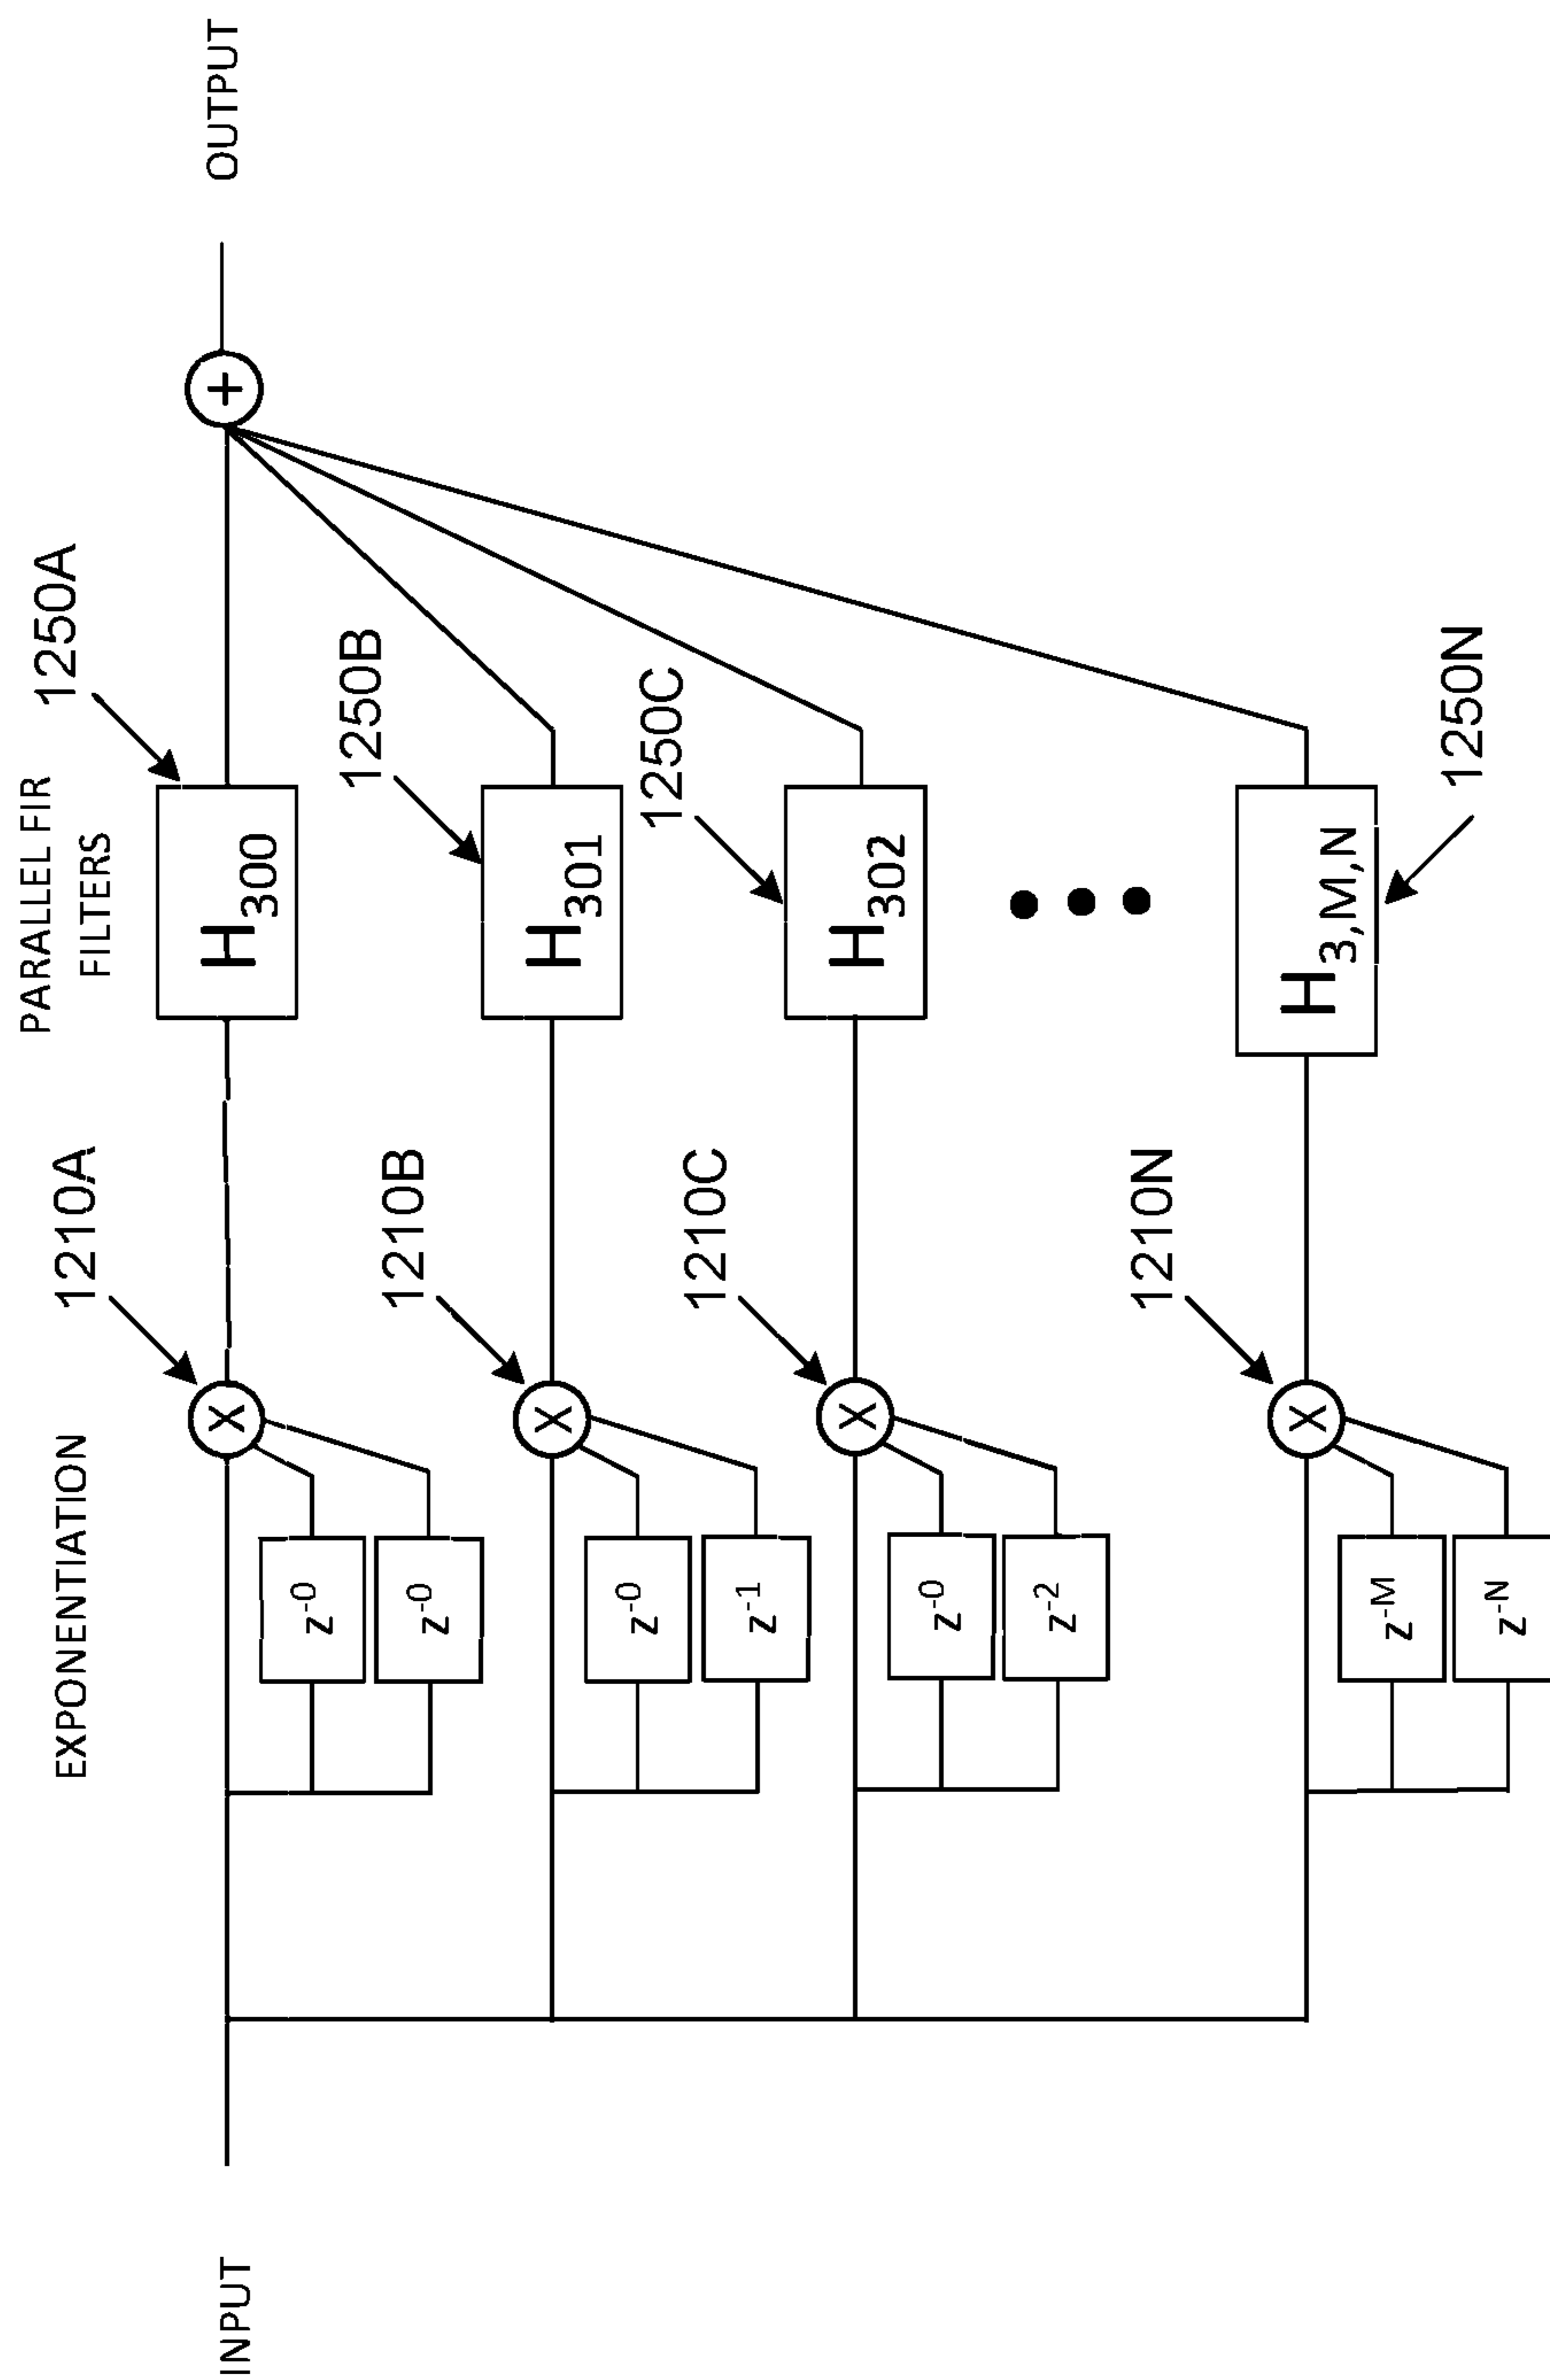 EXPONENTIATION
PARALLEL FIR
FILTERS
1210A
1250A
INPUT
X
H300
+
OUTPUT
z-0
z-0
1210B
1250B
X
H301
z-0
z-1
1210C
1250C
X
H302
z-0
z-2
1210N
X
H3,M,N
z-M
z-N
1250N